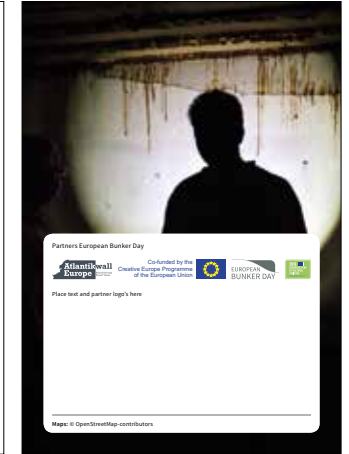 Partners European Bunker Day
Atlantikwall
Europe
Co-funded by the
Creative Europe Programme
of the European Union
EUROPEAN
BUNKER DAY
Place text and partner logo's here
Maps: © OpenStreetMap-contributors